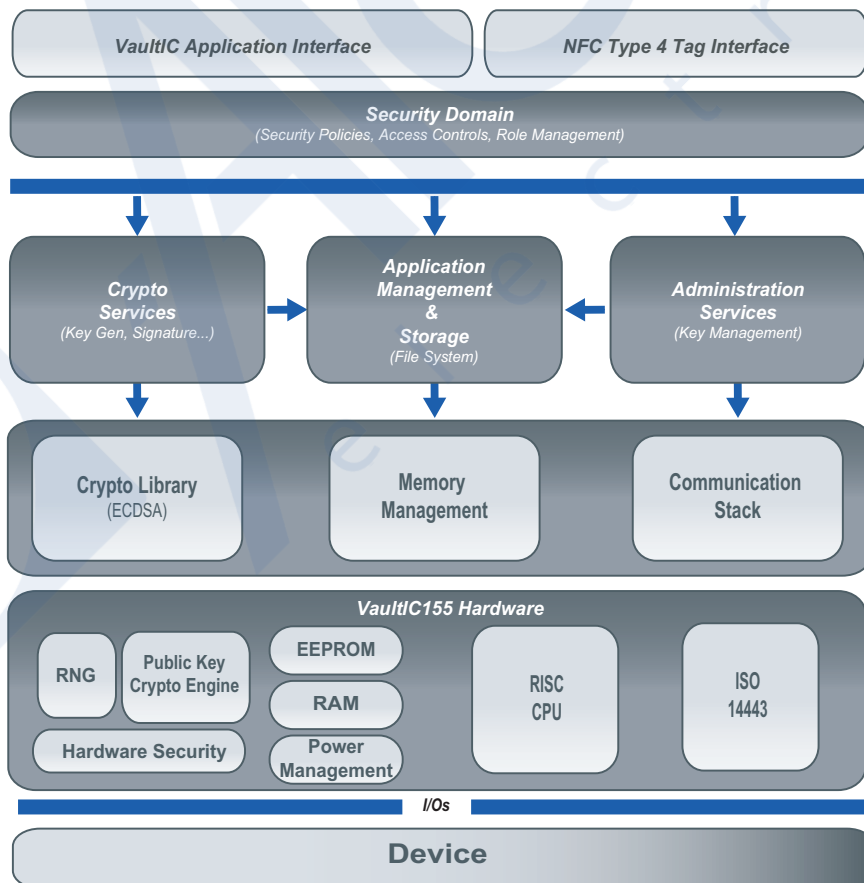 VaultIC Application Interface
NFC Type 4 Tag Interface
Security Domain
(Security Policies, Access Controls, Role Management)
Crypto
Services
(Key Gen, Signature...)
Application
Management
&
Storage
(File System)
Administration
Services
(Key Management)
Crypto Library
(ECDSA)
Memory
Management
Communication
Stack
VaultIC155 Hardware
RNG
Public Key
Crypto Engine
Hardware Security
EEPROM
RAM
Power
Management
RISC
CPU
ISO
14443
I/Os
Device